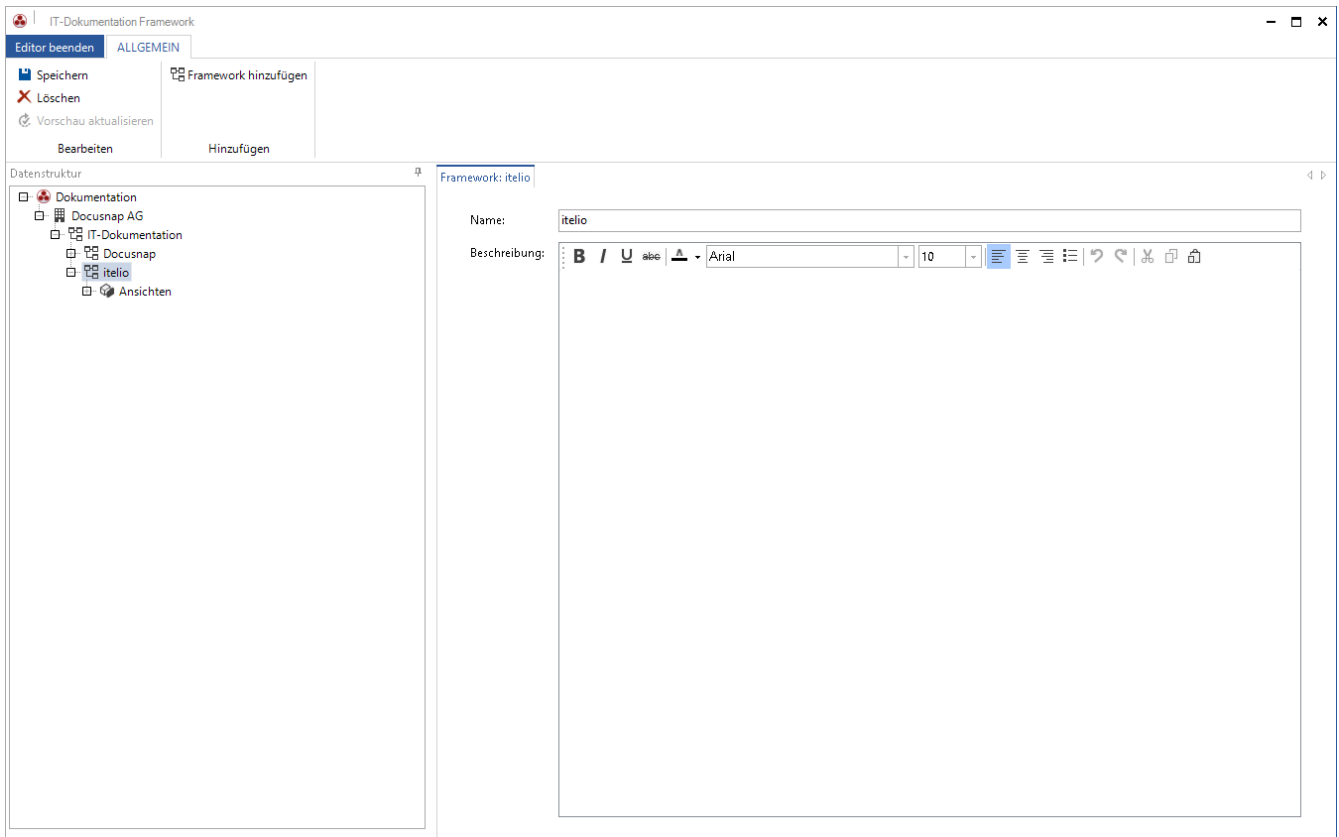 IT-Dokumentation Framework
Editor beenden ALLGEMEIN
Speichern Framework hinzufügen
Löschen
Vorschau aktualisieren
Bearbeiten Hinzufügen
Datenstruktur
Framework: itelio
Dokumentation
Docusnap AG
IT-Dokumentation
Docusnap
itelio
Ansichten
Name: itelio
Beschreibung: B I U abc A Arial 10